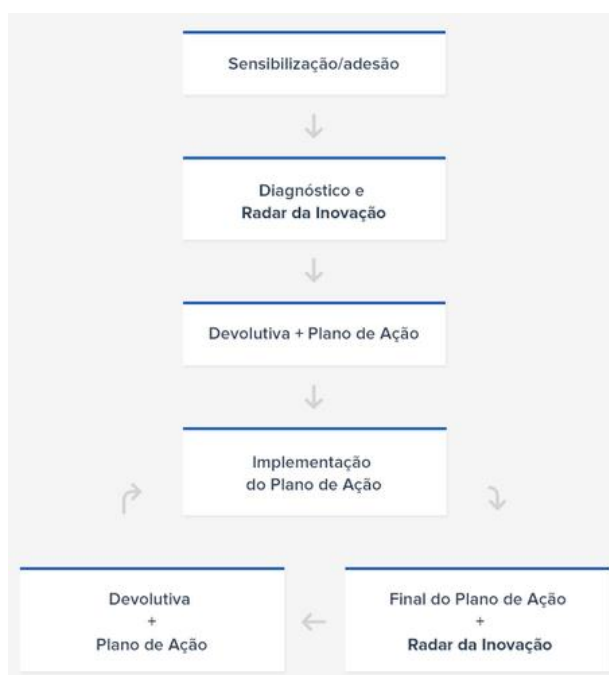 Sensibilização/adesão
Diagnóstico e
Radar da Inovação
Devolutiva + Plano de Ação
Implementação
do Plano de Ação
Devolutiva
+
Plano de Ação
Final do Plano de Ação
+
Radar da Inovação